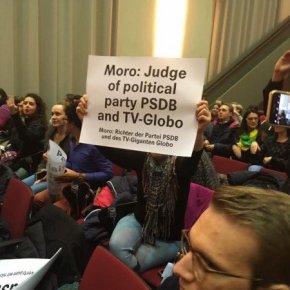 Moro: Judge
of political
party PSDB
and TV-Globo
Moro: Richter der Partei PSDB
und des TV-Giganten Globo